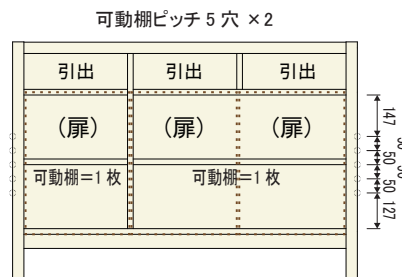 可動棚ピッチ 5 穴 ×2
引出 引出 引出
(扉) (扉) (扉)
可動棚=1 枚 可動棚=1 枚
147
50
50
127